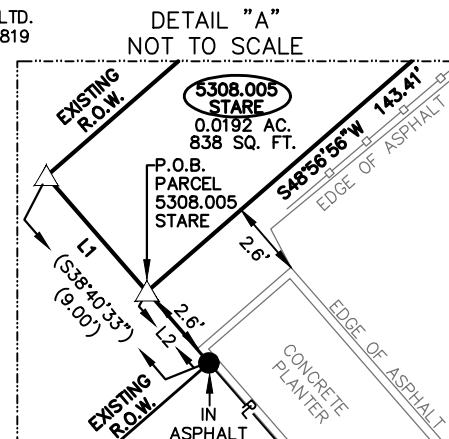 LTD.
819
DETAIL "A"
NOT TO SCALE
EXISTING
R.O.W.
5308.005
STARE
0.0192 AC.
838 SQ. FT.
S48°56'56"W 143.41'
EDGE OF ASPHALT
P.O.B.
PARCEL
5308.005
STARE
L1
(S38°40'33")
(9.00')
2.6'
2.6'
L2
EDGE OF ASPHALT
CONCRETE
PLANTER
EXISTING
R.O.W.
IN
ASPHALT